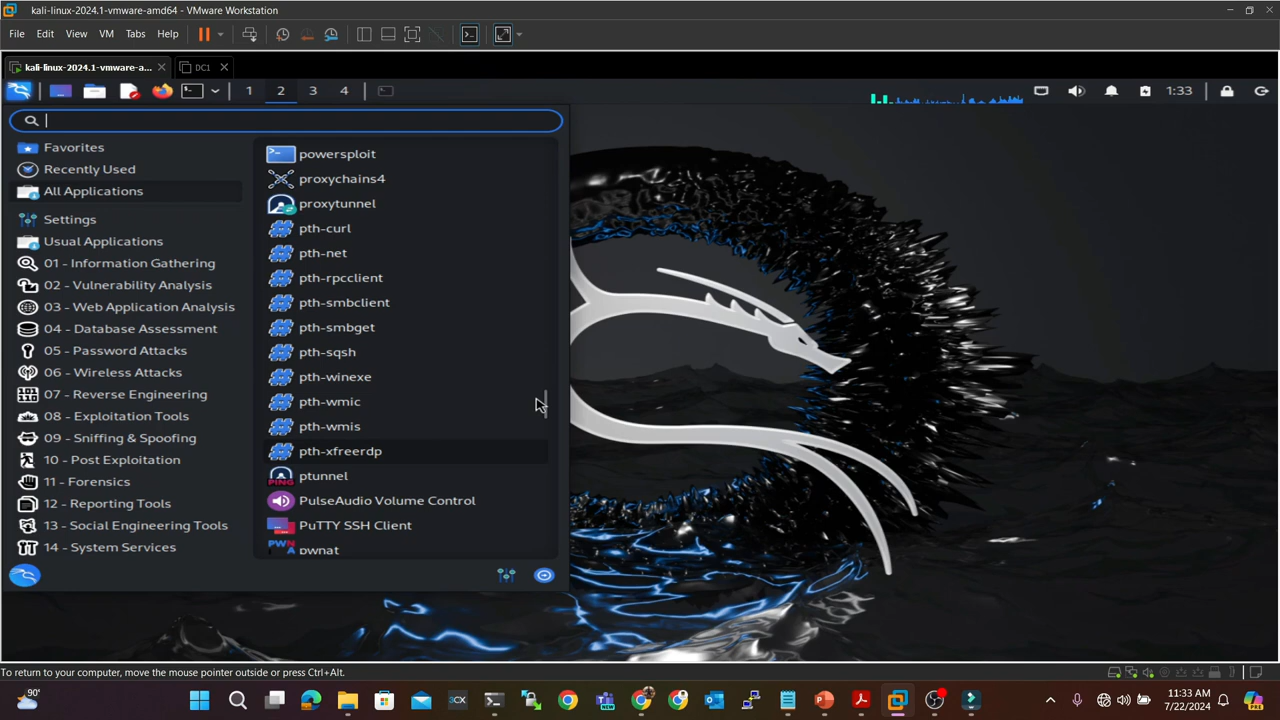 kali-linux-2024.1-vmware-amd64 - VMware Workstation
File Edit View VM Tabs Help
kali-linux-2024.1-vmware-a... DC1
1 2 3 4 1:33
Favorites
Recently Used
All Applications
Settings
Usual Applications
01 - Information Gathering
02 - Vulnerability Analysis
03 - Web Application Analysis
04 - Database Assessment
05 - Password Attacks
06 - Wireless Attacks
07 - Reverse Engineering
08 - Exploitation Tools
09 - Sniffing & Spoofing
10 - Post Exploitation
11 - Forensics
12 - Reporting Tools
13 - Social Engineering Tools
14 - System Services
powersploit
proxychains4
proxytunnel
pth-curl
pth-net
pth-rpcclient
pth-smbclient
pth-smbget
pth-sqsh
pth-winexe
pth-wmic
pth-wmis
pth-xfreerdp
PING
ptunnel
PulseAudio Volume Control
PuTTY SSH Client
pwnat
To return to your computer, move the mouse pointer outside or press Ctrl+Alt.
90°
11:33 AM
7/22/2024